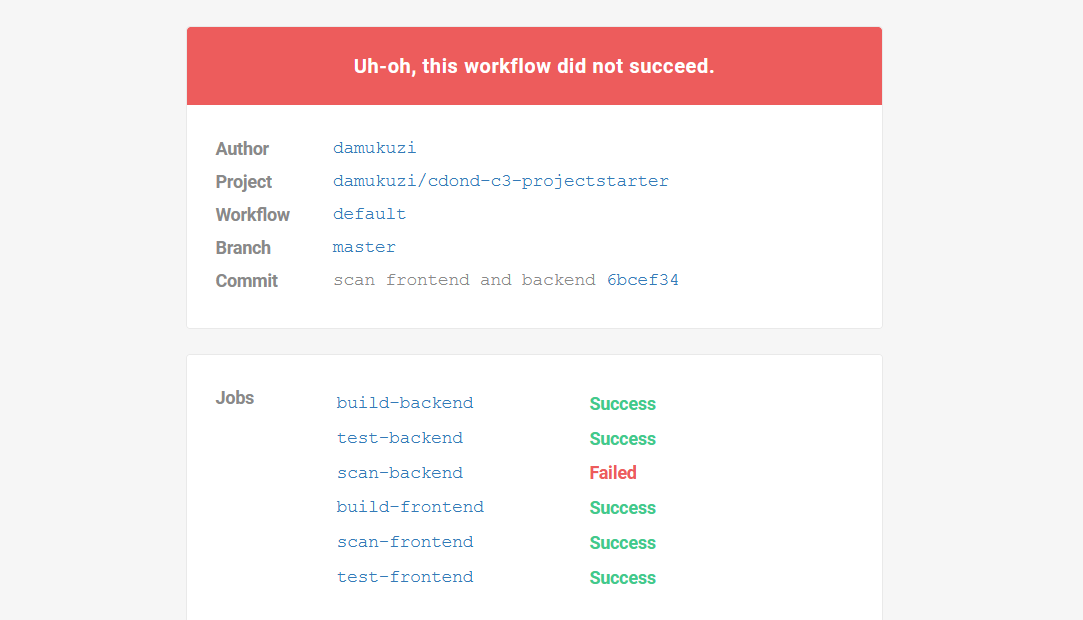 Uh-oh, this workflow did not succeed.
Author damukuzi
Project damukuzi/cdond-c3-projectstarter
Workflow default
Branch master
Commit scan frontend and backend 6bcef34
Jobs build-backend Success
test-backend Success
scan-backend Failed
build-frontend Success
scan-frontend Success
test-frontend Success